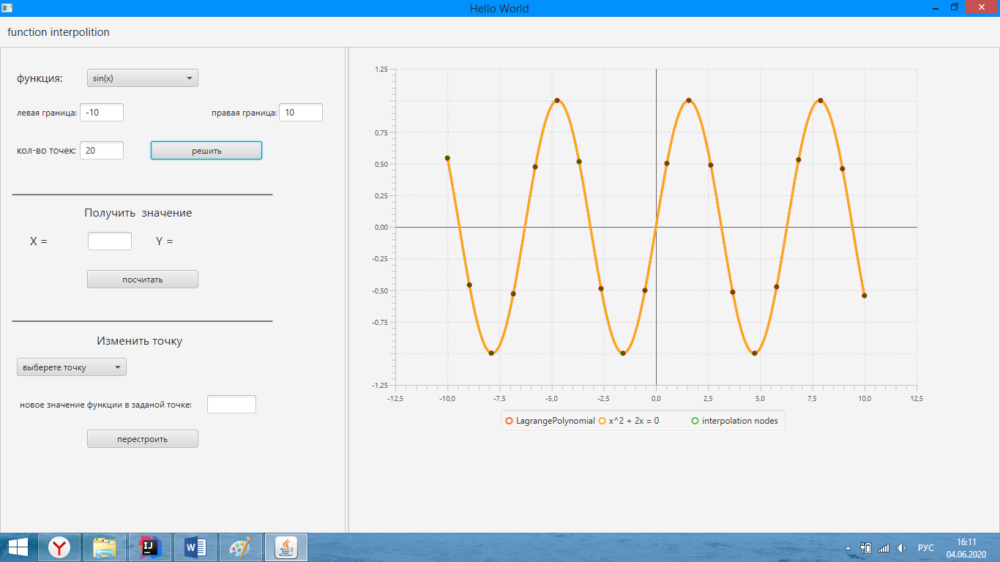 Hello World
function interpolition
функция: sin(x)
левая граница: -10 правая граница: 10
кол-во точек: 20 решить
Получить значение
X = Y =
посчитать
Изменить точку
выберете точку
новое значение функции в заданой точке:
перестроить
1,25
0,75
0,50
0,25
0,00
-0,25
-0,50
-0,75
-1,25
-12,5 -10,0 -7,5 -5,0 -2,5 0,0 2,5 5,0 7,5 10,0 12,5
LagrangePolynomial x^2 + 2x = 0 interpolation nodes
Y IJ W РУС 16:11
04.06.2020